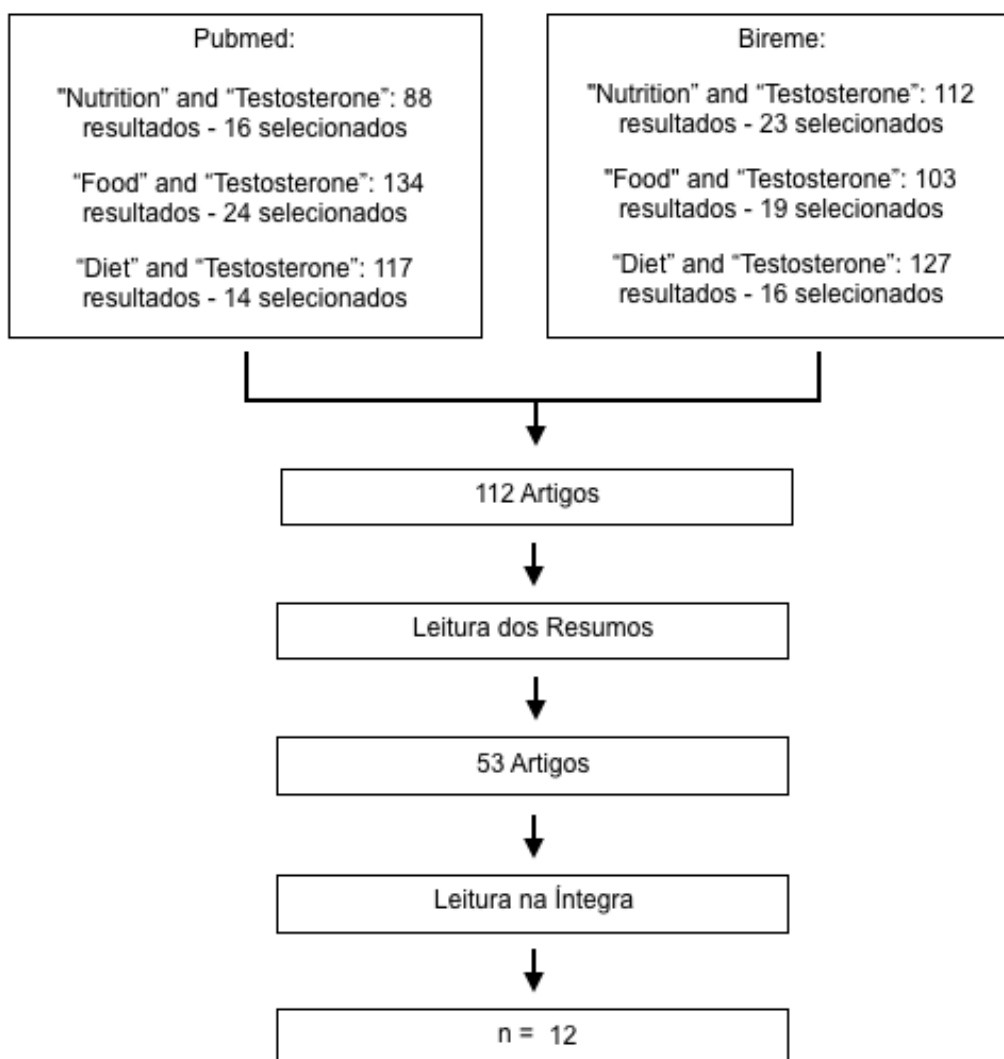 Pubmed:
"Nutrition” and “Testosterone”: 88
resultados - 16 selecionados
“Food” and “Testosterone”: 134
resultados - 24 selecionados
“Diet” and “Testosterone”: 117
resultados - 14 selecionados
Bireme:
"Nutrition” and “Testosterone”: 112
resultados - 23 selecionados
"Food" and “Testosterone”: 103
resultados - 19 selecionados
“Diet” and “Testosterone”: 127
resultados - 16 selecionados
112 Artigos
Leitura dos Resumos
53 Artigos
Leitura na Íntegra
n = 12